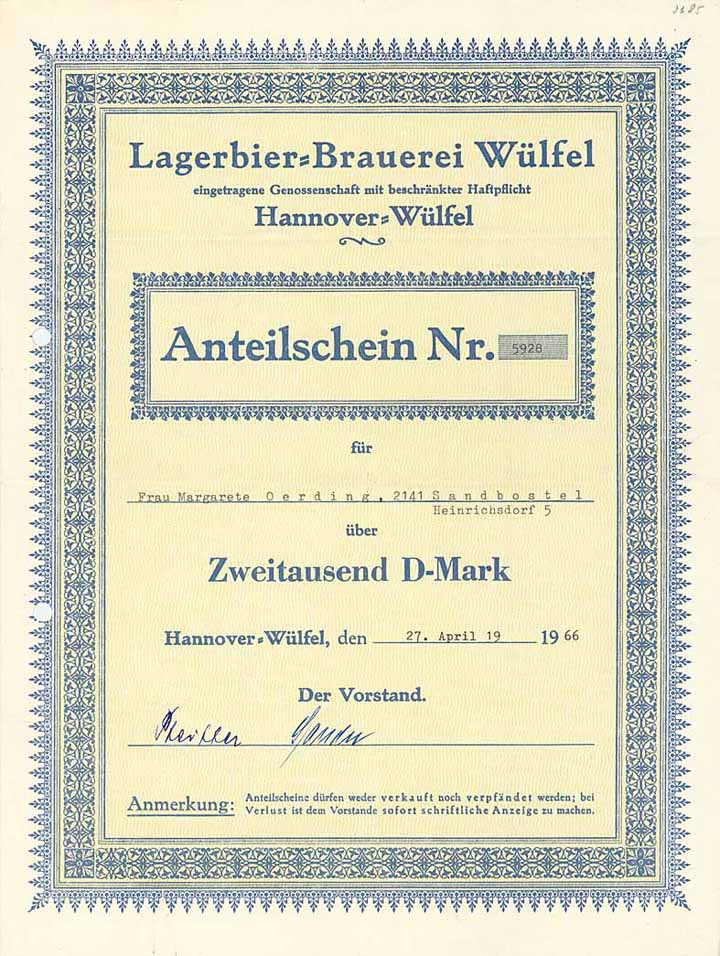 Lagerbier=Brauerei Wülfel
eingetragene Genossenschaft mit beschränkter Haftpflicht
Hannover=Wülfel
Anteilschein Nr. 5928
für
Frau Margarete Oerding, 2141 Sandbostel
Heinrichsdorf 5
über
Zweitausend D-Mark
Hannover=Wülfel, den 27. April 19 1966
Der Vorstand.
Anmerkung: Anteilscheine dürfen weder verkauft noch verpfändet werden; bei
Verlust ist dem Vorstande sofort schriftliche Anzeige zu machen.